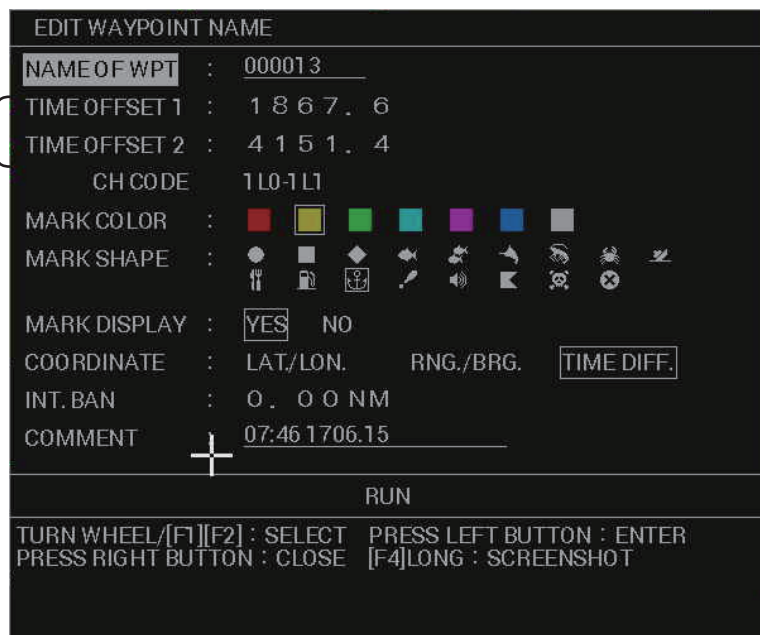 EDIT WAYPOINT NAME
NAME OF WPT : 000013
TIME OFFSET 1 : 1867. 6
TIME OFFSET 2 : 4151. 4
CH CODE 1L0-1L1
MARK COLOR :
MARK SHAPE :
MARK DISPLAY : YES NO
COORDINATE : LAT./LON. RNG./BRG. TIME DIFF.
INT. BAN : 0. 00 NM
COMMENT : 07:46 1706.15
RUN
TURN WHEEL/[F1][F2] : SELECT PRESS LEFT BUTTON : ENTER
PRESS RIGHT BUTTON : CLOSE [F4]LONG : SCREENSHOT